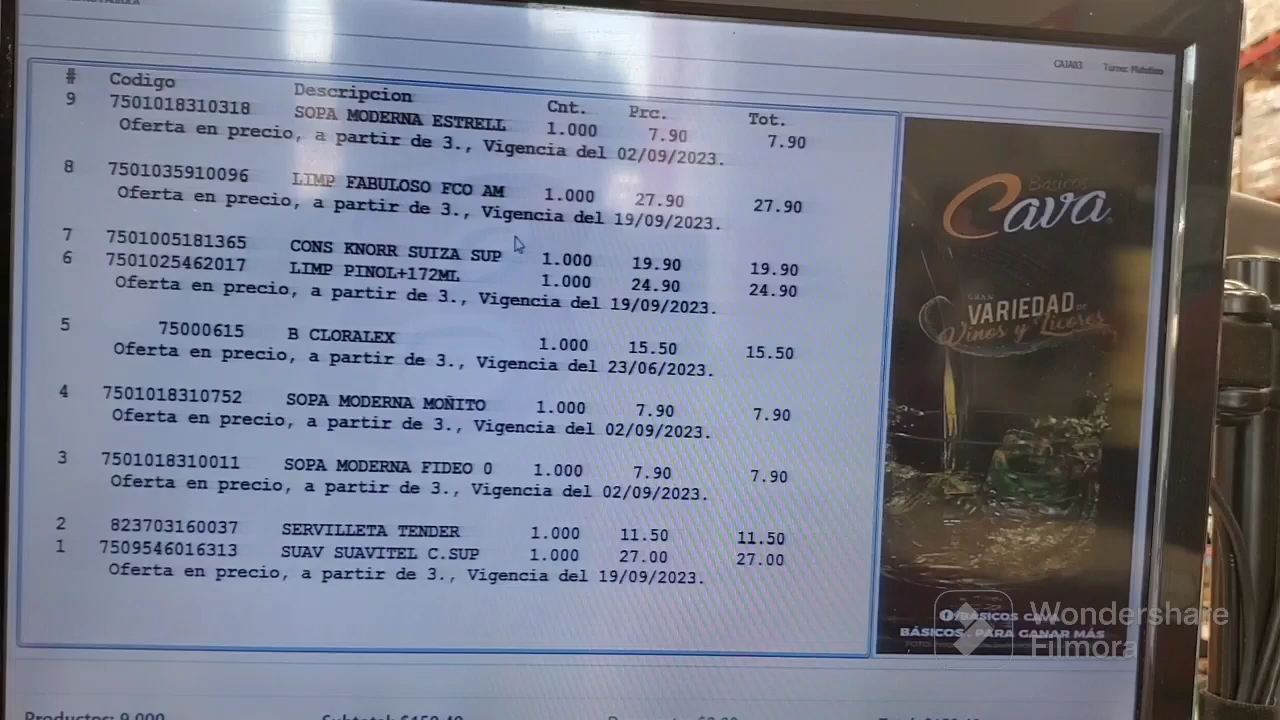 CAJA03 Turno: Matutino
# Codigo Descripcion Cnt. Prc. Tot.
9 7501018310318 SOPA MODERNA ESTRELL 1.000 7.90 7.90
Oferta en precio, a partir de 3., Vigencia del 02/09/2023.
8 7501035910096 LIMP FABULOSO FCO AM 1.000 27.90 27.90
Oferta en precio, a partir de 3., Vigencia del 19/09/2023.
7 7501005181365 CONS KNORR SUIZA SUP 1.000 19.90 19.90
6 7501025462017 LIMP PINOL+172ML 1.000 24.90 24.90
Oferta en precio, a partir de 3., Vigencia del 19/09/2023.
5 75000615 B CLORALEX 1.000 15.50 15.50
Oferta en precio, a partir de 3., Vigencia del 23/06/2023.
4 7501018310752 SOPA MODERNA MOÑITO 1.000 7.90 7.90
Oferta en precio, a partir de 3., Vigencia del 02/09/2023.
3 7501018310011 SOPA MODERNA FIDEO 0 1.000 7.90 7.90
Oferta en precio, a partir de 3., Vigencia del 02/09/2023.
2 823703160037 SERVILLETA TENDER 1.000 11.50 11.50
1 7509546016313 SUAV SUAVITEL C.SUP 1.000 27.00 27.00
Oferta en precio, a partir de 3., Vigencia del 19/09/2023.
Básicos
Cava
GRAN
VARIEDAD DE
Vinos y Licores
/BÁSICOS CAVA
BÁSICOS, PARA GANAR MÁS
Wondershare
Filmora
Productos: 9.000